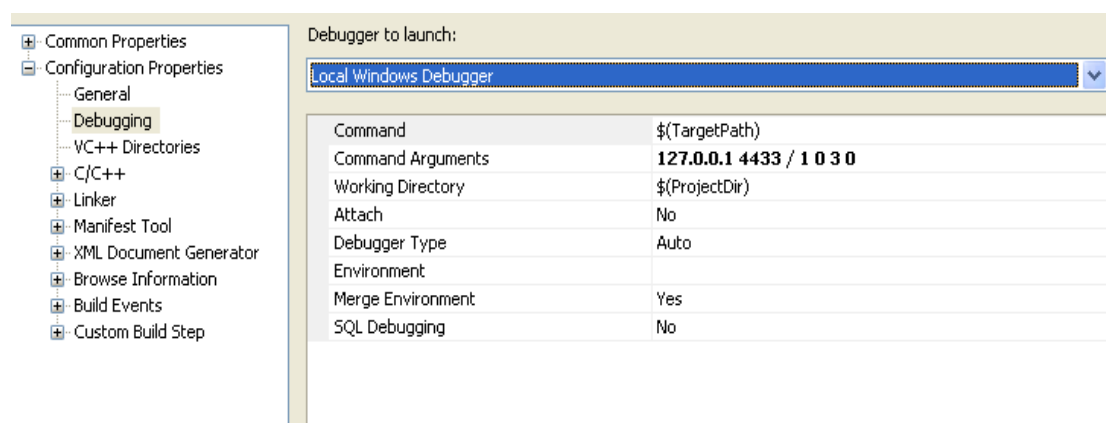 Common Properties
Configuration Properties
General
Debugging
VC++ Directories
C/C++
Linker
Manifest Tool
XML Document Generator
Browse Information
Build Events
Custom Build Step
Debugger to launch:
Local Windows Debugger
Command $(TargetPath)
Command Arguments 127.0.0.1 4433 / 1 0 3 0
Working Directory $(ProjectDir)
Attach No
Debugger Type Auto
Environment
Merge Environment Yes
SQL Debugging No